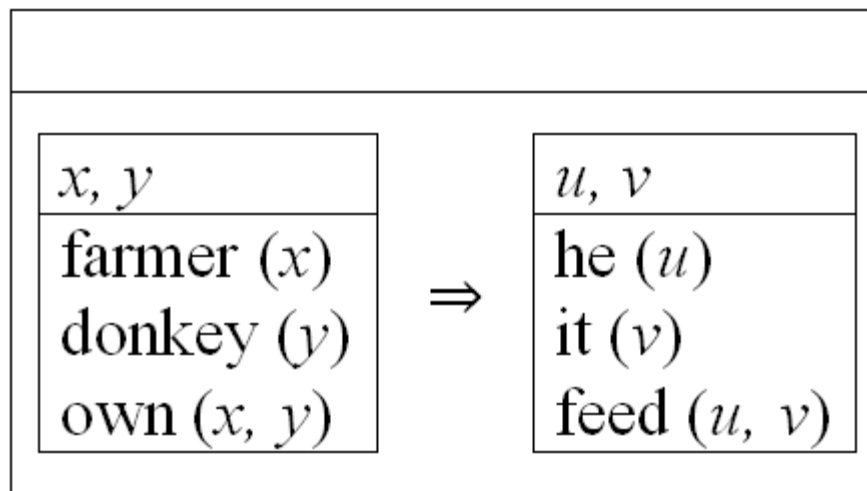 x, y
farmer (x)
donkey (y)
own (x, y)
⇒
u, v
he (u)
it (v)
feed (u, v)